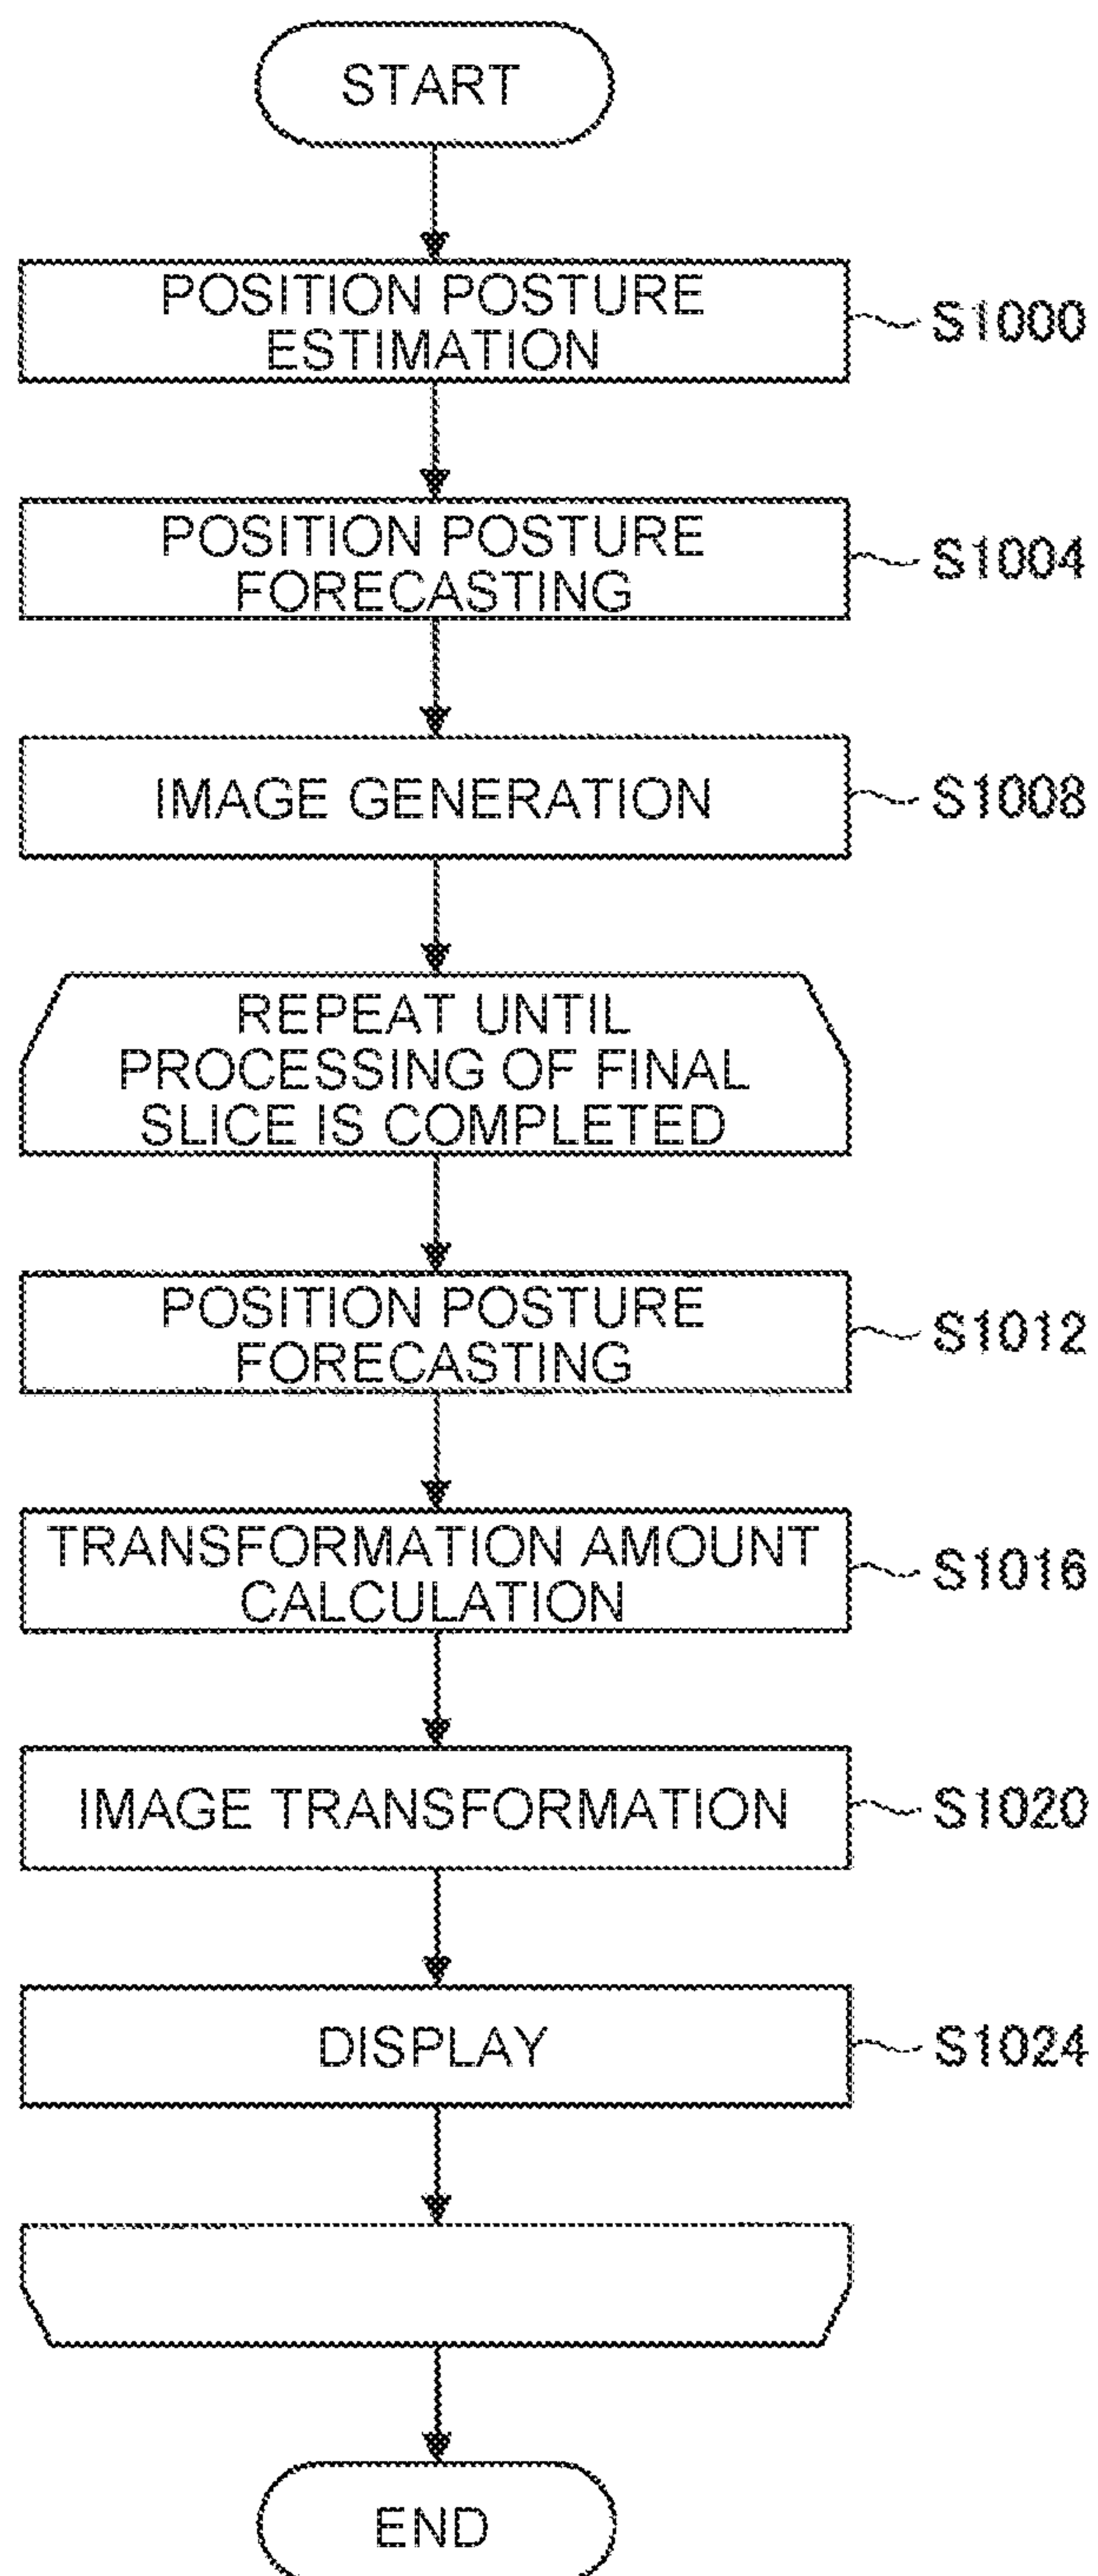 START
POSITION POSTURE
ESTIMATION
S1000
POSITION POSTURE
FORECASTING
S1004
IMAGE GENERATION
S1008
REPEAT UNTIL
PROCESSING OF FINAL
SLICE IS COMPLETED
POSITION POSTURE
FORECASTING
S1012
TRANSFORMATION AMOUNT
CALCULATION
S1016
IMAGE TRANSFORMATION
S1020
DISPLAY
S1024
END